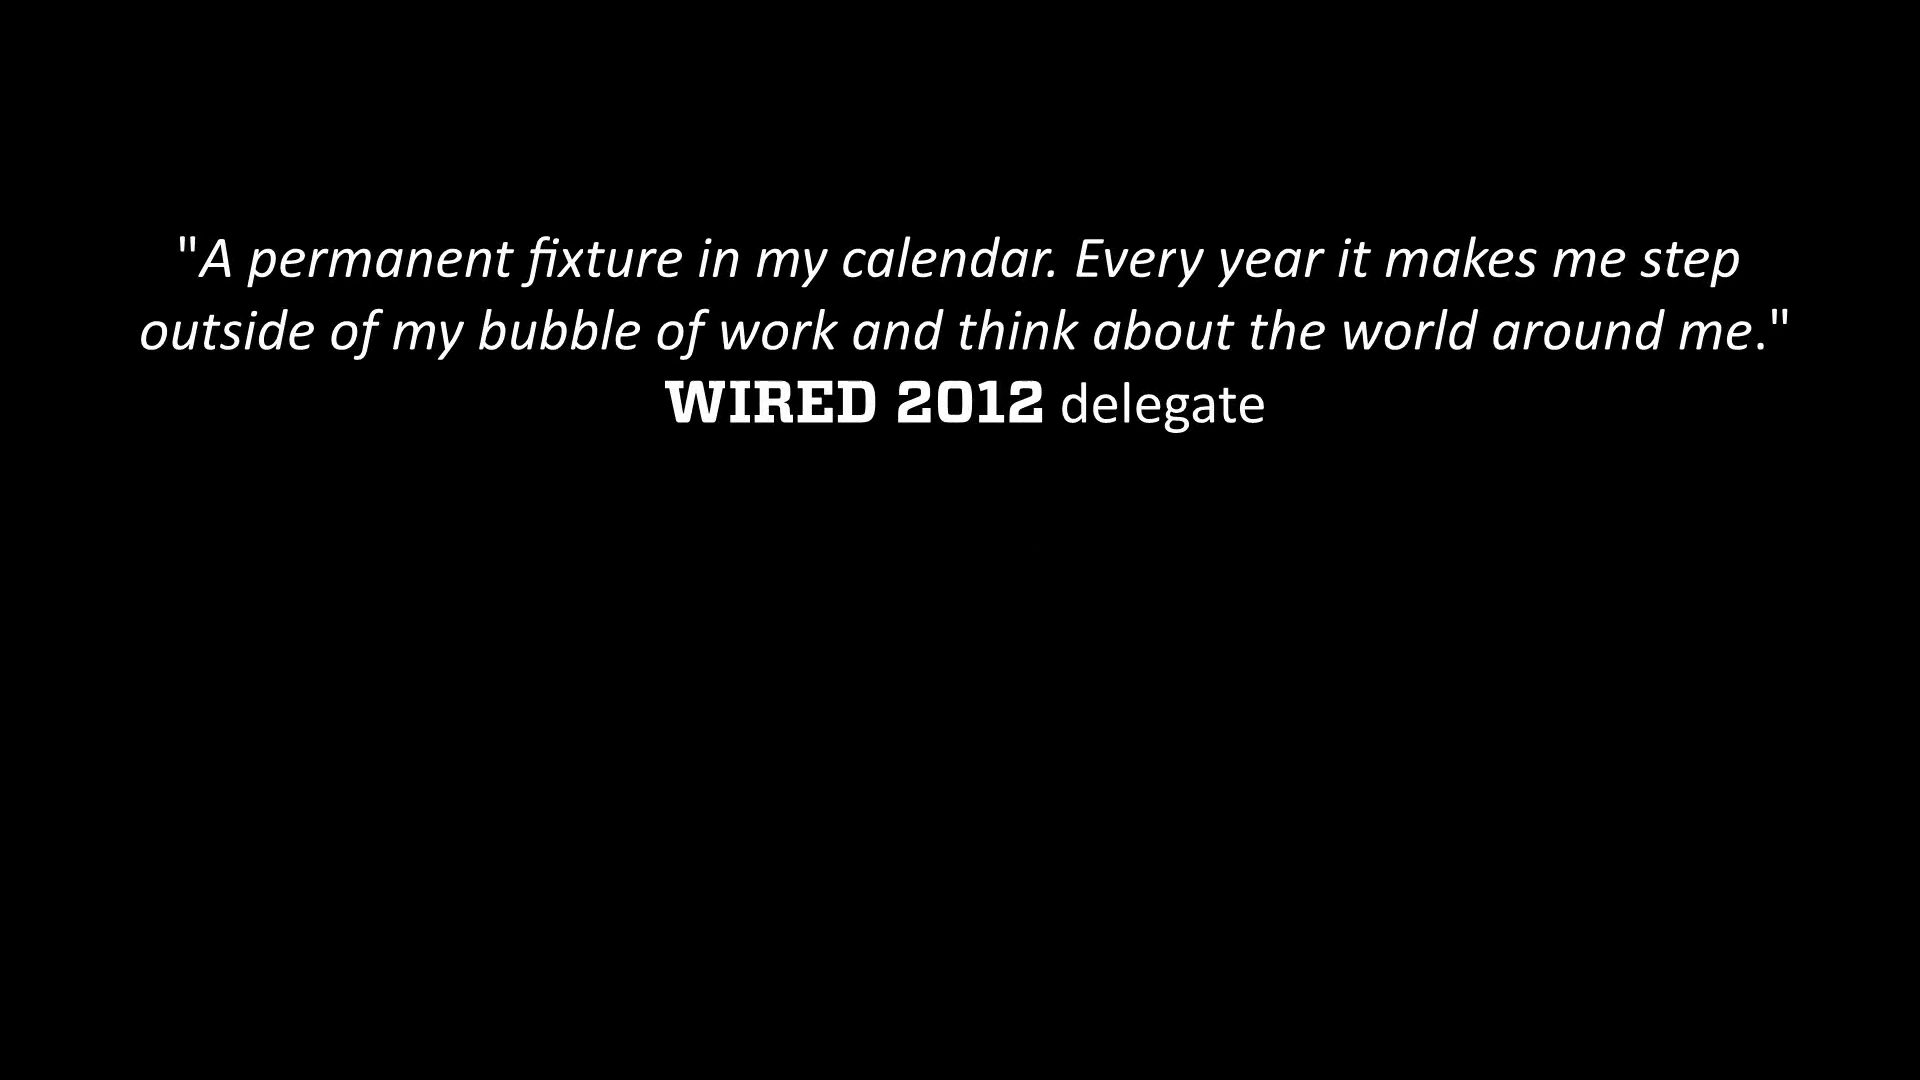 "A permanent fixture in my calendar. Every year it makes me step
outside of my bubble of work and think about the world around me."
WIRED 2012 delegate